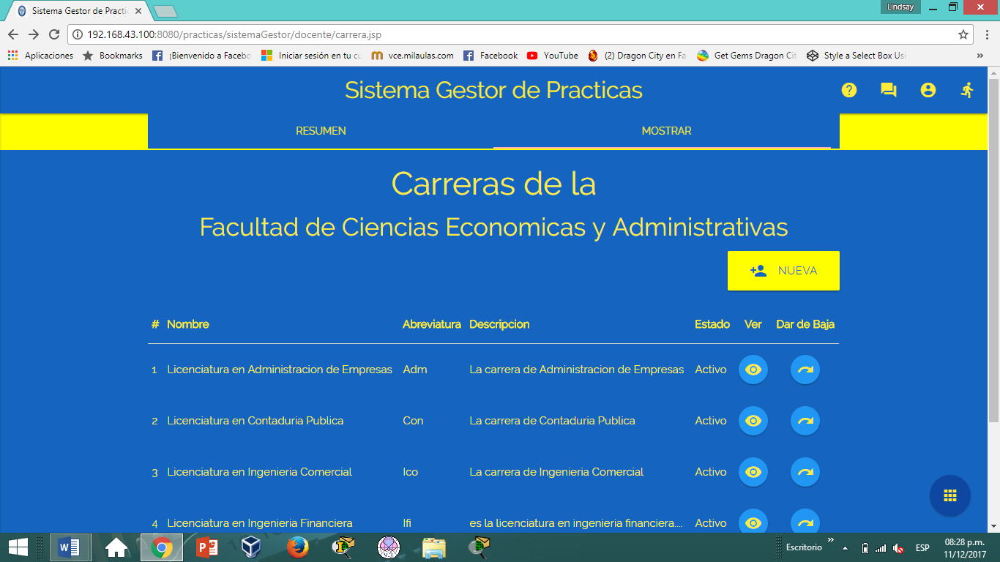 Lindsay
Sistema Gestor de Practic
192.168.43.100:8080/practicas/sistemaGestor/docente/carrera.jsp
Aplicaciones Bookmarks ¡Bienvenido a Facebo Iniciar sesión en tu cu vce.milaulas.com Facebook YouTube (2) Dragon City en Fa Get Gems Dragon Cit Style a Select Box Usi »
Sistema Gestor de Practicas
RESUMEN MOSTRAR
Carreras de la
Facultad de Ciencias Economicas y Administrativas
NUEVA
# Nombre Abreviatura Descripcion Estado Ver Dar de Baja
1 Licenciatura en Administracion de Empresas Adm La carrera de Administracion de Empresas Activo
2 Licenciatura en Contaduria Publica Con La carrera de Contaduria Publica Activo
3 Licenciatura en Ingenieria Comercial Ico La carrera de Ingenieria Comercial Activo
4 Licenciatura en Ingenieria Financiera Ifi es la licenciatura en ingenieria financiera.... Activo
Escritorio » ESP 08:28 p.m.
11/12/2017